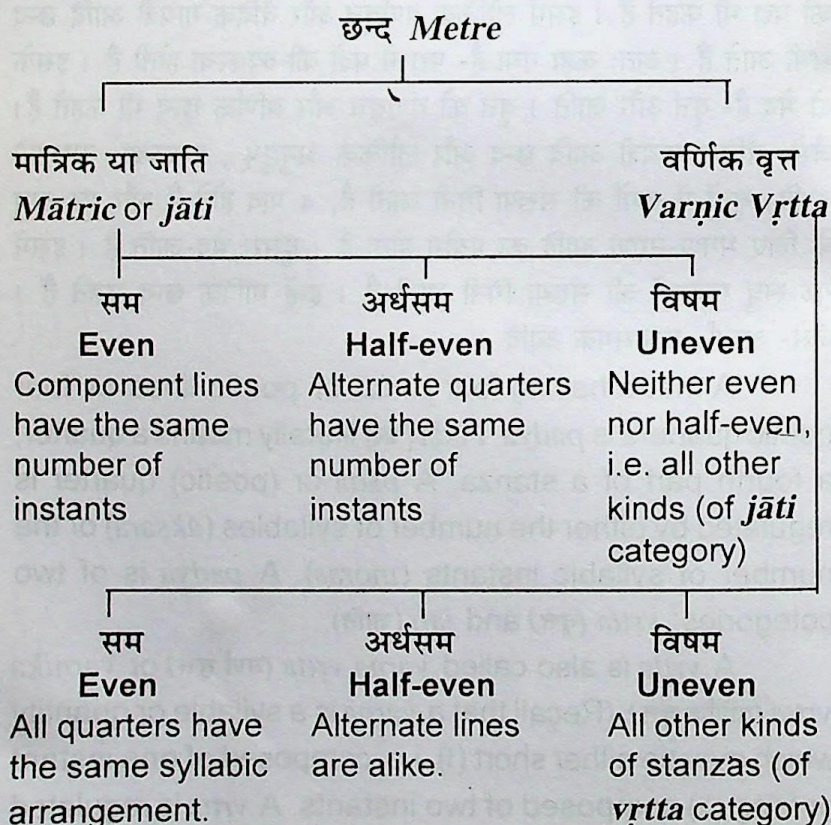 छन्द Metre
मात्रिक या जाति
Mātric or jāti
वर्णिक वृत्त
Varṇic Vṛtta
सम
Even
Component lines
have the same
number of
instants
अर्धसम
Half-even
Alternate quarters
have the same
number of
instants
विषम
Uneven
Neither even
nor half-even,
i.e. all other
kinds (of jāti
category)
सम
Even
All quarters have
the same syllabic
arrangement.
अर्धसम
Half-even
Alternate lines
are alike.
विषम
Uneven
All other kinds
of stanzas (of
vṛtta category)